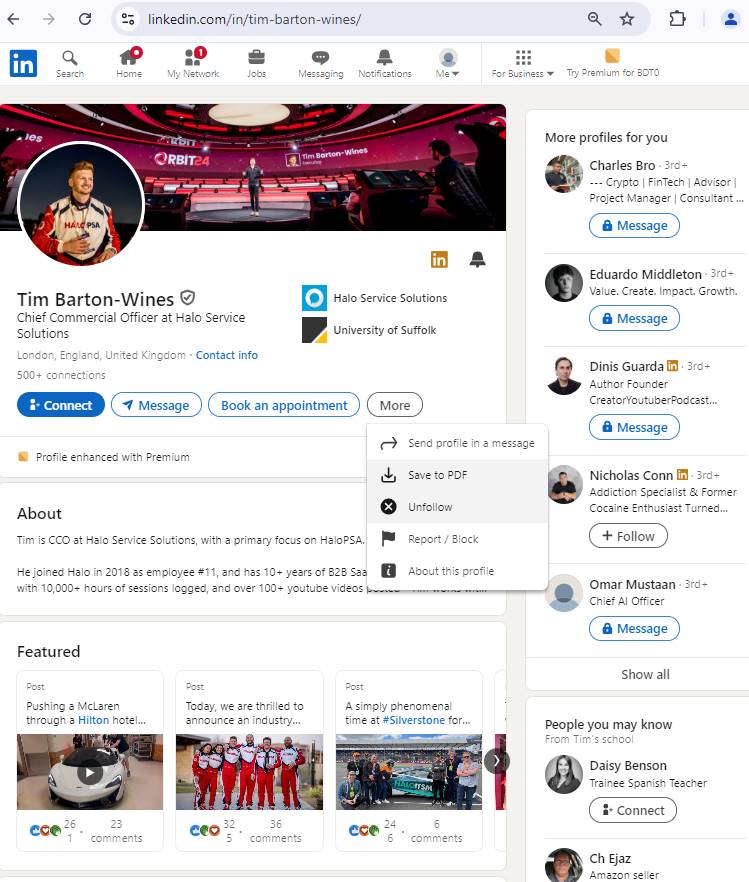 linkedin.com/in/tim-barton-wines/
in
Search
Home
1
My Network
Jobs
Messaging
Notifications
Me
For Business
Try Premium for BDT0
ORBIT24
Tim Barton-Wines
HALO PSA
in
Tim Barton-Wines
Chief Commercial Officer at Halo Service
Solutions
London, England, United Kingdom · Contact info
500+ connections
Halo Service Solutions
University of Suffolk
Connect
Message
Book an appointment
More
Send profile in a message
Save to PDF
Unfollow
Report / Block
About this profile
Profile enhanced with Premium
About
Tim is CCO at Halo Service Solutions, with a primary focus on HaloPSA.
He joined Halo in 2018 as employee #11, and has 10+ years of B2B Saa
with 10,000+ hours of sessions logged, and over 100+ youtube videos
Featured
Post
Pushing a McLaren
through a Hilton hotel...
26
1
·
23
comments
Post
Today, we are thrilled to
announce an industry...
32
5
·
36
comments
Post
A simply phenomenal
time at #Silverstone for...
HALOITSM
24
6
·
6
comments
More profiles for you
Charles Bro · 3rd+
--- Crypto | FinTech | Advisor |
Project Manager | Consultant ...
Message
Eduardo Middleton · 3rd+
Value. Create. Impact. Growth.
Message
Dinis Guarda in · 3rd+
Author Founder
CreatorYoutuberPodcast...
Message
Nicholas Conn in · 3rd+
Addiction Specialist & Former
Cocaine Enthusiast Turned...
+ Follow
Omar Mustaan · 3rd+
Chief AI Officer
Message
Show all
People you may know
From Tim's school
Daisy Benson
Trainee Spanish Teacher
Connect
Ch Ejaz
Amazon seller